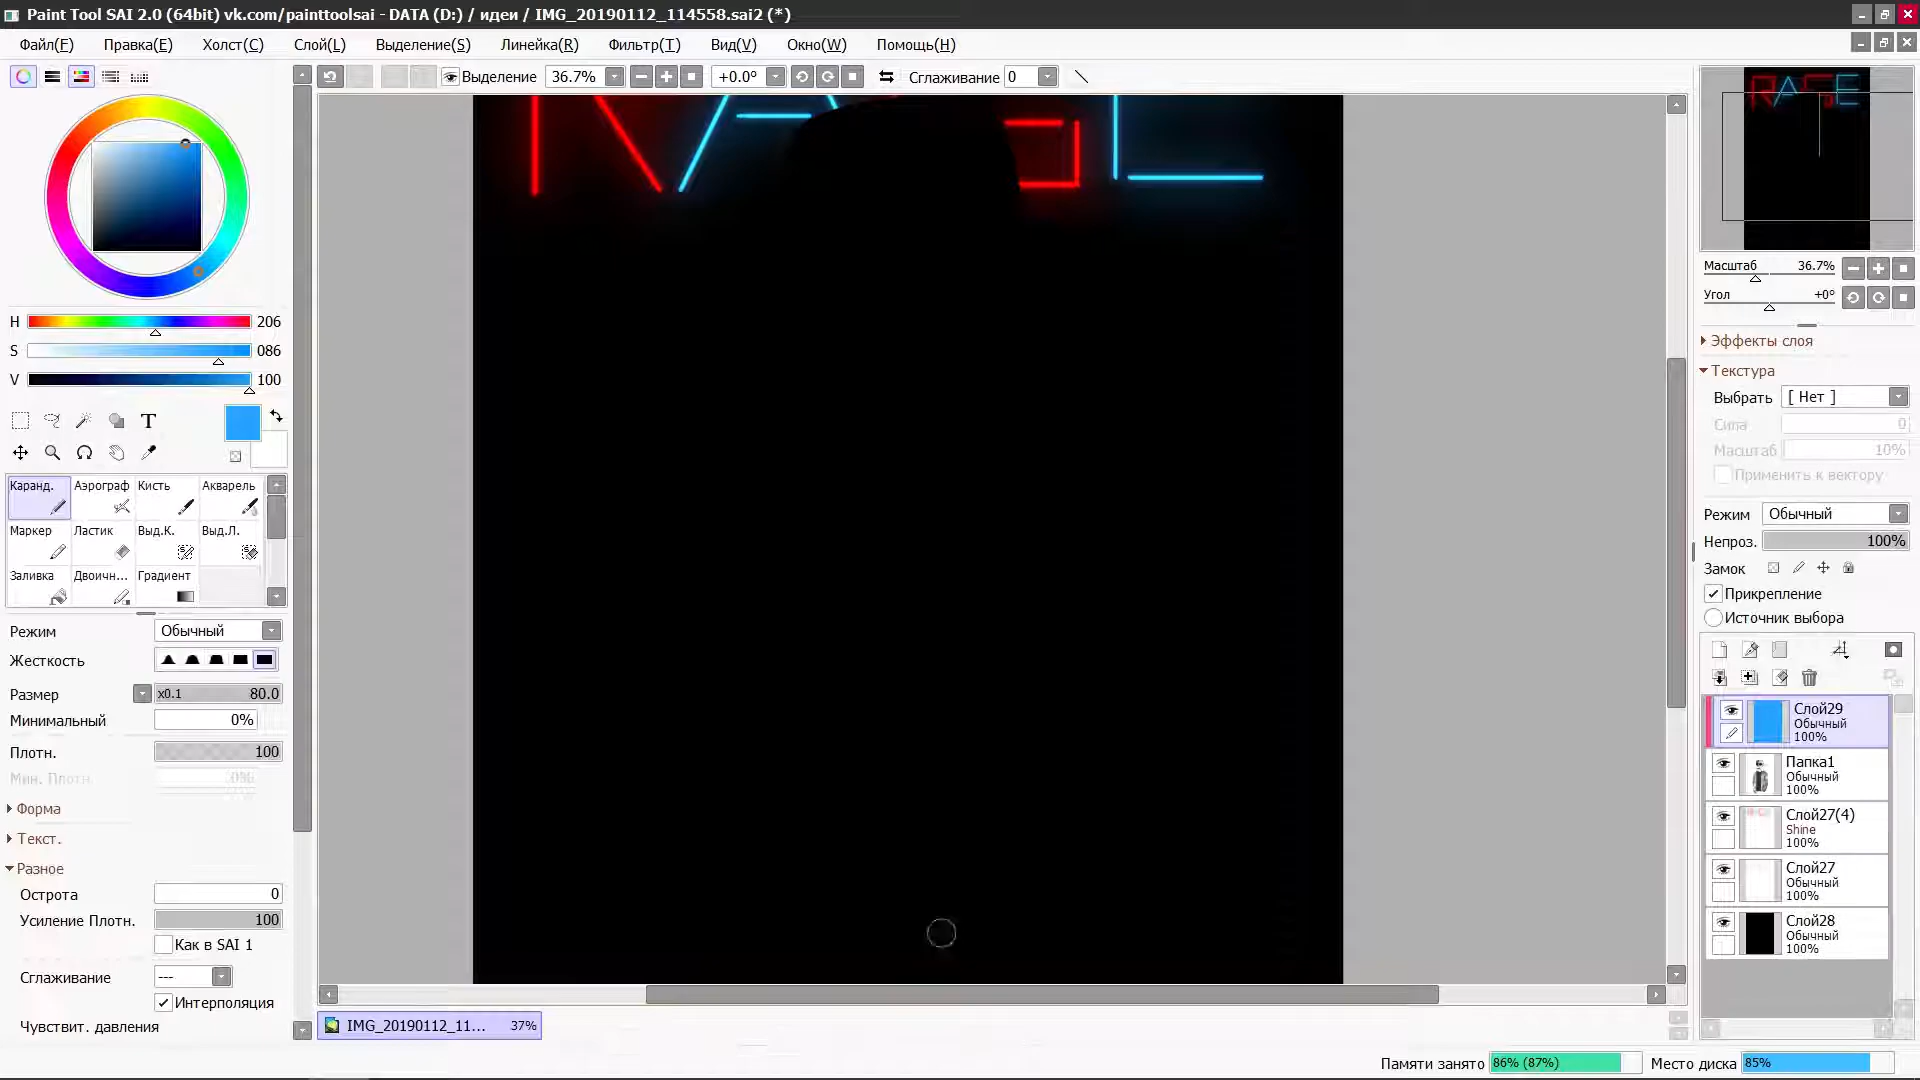 Paint Tool SAI 2.0 (64bit) vk.com/painttoolsai - DATA (D:) / идеи / IMG_20190112_114558.sai2 (*)
Файл(F) Правка(E) Холст(C) Слой(L) Выделение(S) Линейка(R) Фильтр(T) Вид(V) Окно(W) Помощь(H)
Выделение 36.7% +0.0° Сглаживание 0
RASE
Масштаб 36.7%
Угол +0°
H 206
S 086
V 100
T
Эффекты слоя
Текстура
Выбрать [ Нет ]
Сила 0
Масштаб 10%
Применить к вектору
Режим Обычный
Непроз. 100%
Замок
Прикрепление
Источник выбора
Каранд. Аэрограф Кисть Акварель
Маркер Ластик Выд.К. Выд.Л.
Заливка Двоичн... Градиент
Режим Обычный
Жесткость
Размер x0.1 80.0
Минимальный 0%
Плотн. 100
Мин. Плотн. 0%
Форма
Текст.
Разное
Острота 0
Усиление Плотн. 100
Как в SAI 1
Сглаживание ---
Интерполяция
Чувствит. давления
Слой29
Обычный
100%
Папка1
Обычный
100%
Слой27(4)
Shine
100%
Слой27
Обычный
100%
Слой28
Обычный
100%
IMG_20190112_11... 37%
Памяти занято 86% (87%) Место диска 85%